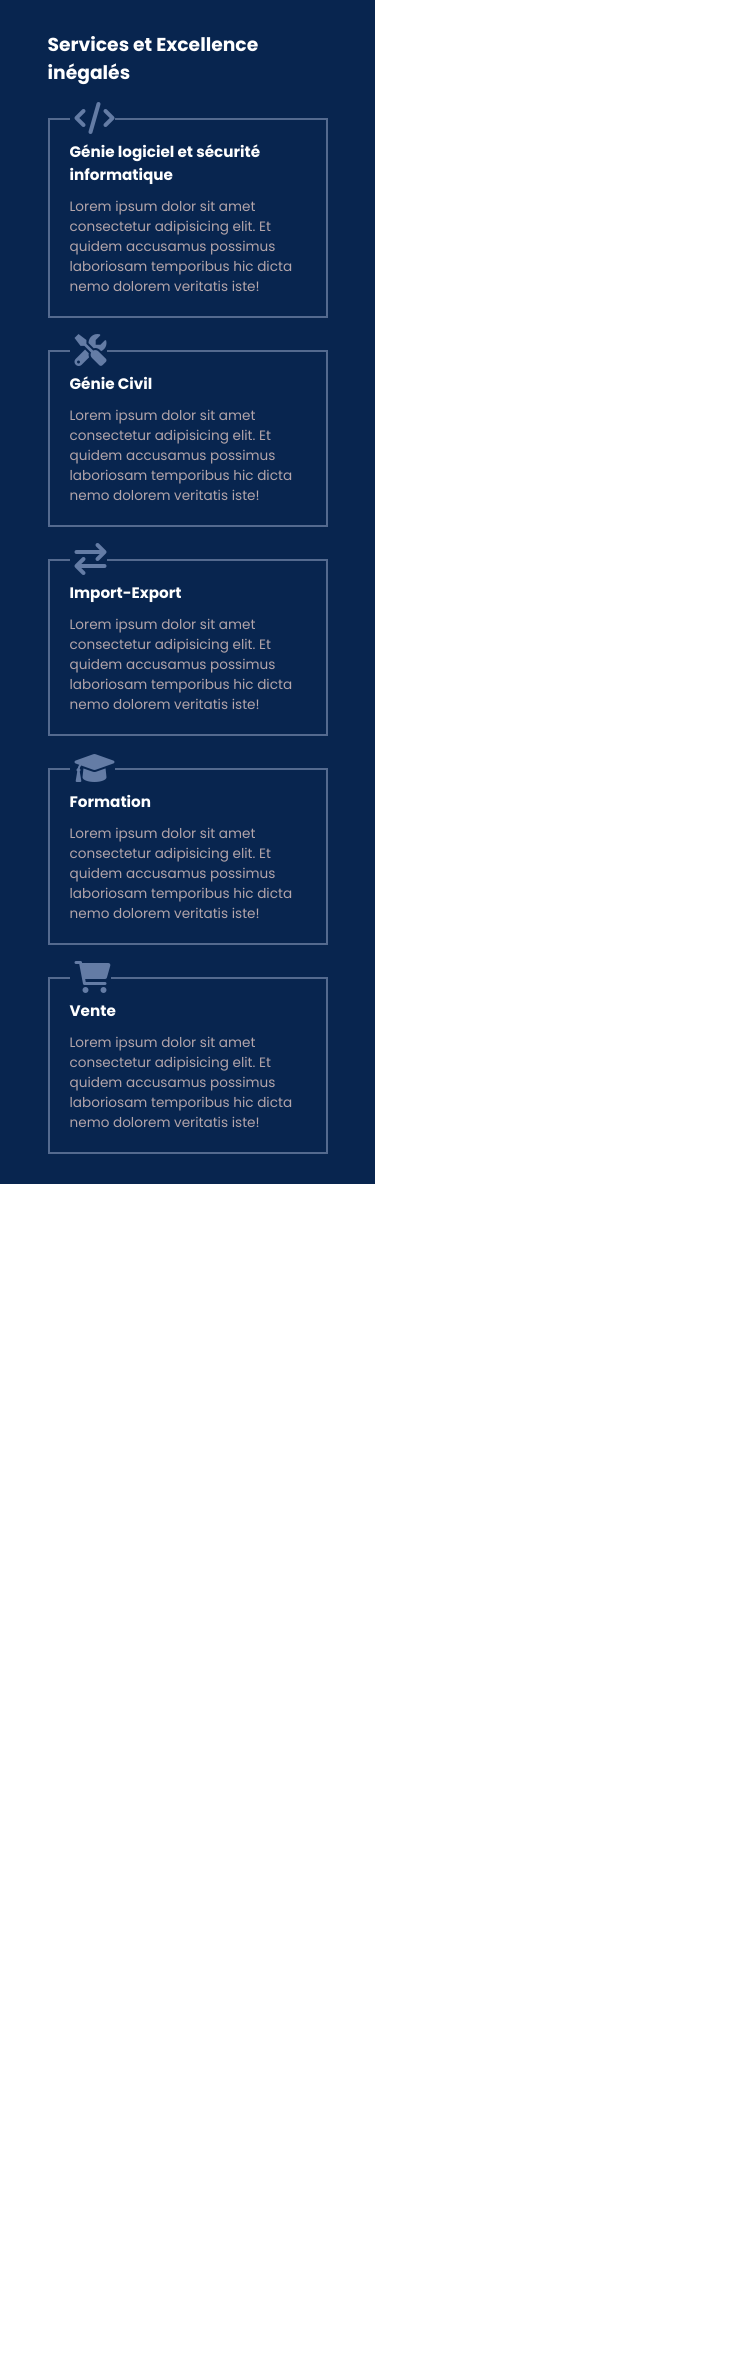 Services et Excellence
inégalés
Génie logiciel et sécurité
informatique
Lorem ipsum dolor sit amet
consectetur adipisicing elit. Et
quidem accusamus possimus
laboriosam temporibus hic dicta
nemo dolorem veritatis iste!
Génie Civil
Lorem ipsum dolor sit amet
consectetur adipisicing elit. Et
quidem accusamus possimus
laboriosam temporibus hic dicta
nemo dolorem veritatis iste!
Import-Export
Lorem ipsum dolor sit amet
consectetur adipisicing elit. Et
quidem accusamus possimus
laboriosam temporibus hic dicta
nemo dolorem veritatis iste!
Formation
Lorem ipsum dolor sit amet
consectetur adipisicing elit. Et
quidem accusamus possimus
laboriosam temporibus hic dicta
nemo dolorem veritatis iste!
Vente
Lorem ipsum dolor sit amet
consectetur adipisicing elit. Et
quidem accusamus possimus
laboriosam temporibus hic dicta
nemo dolorem veritatis iste!